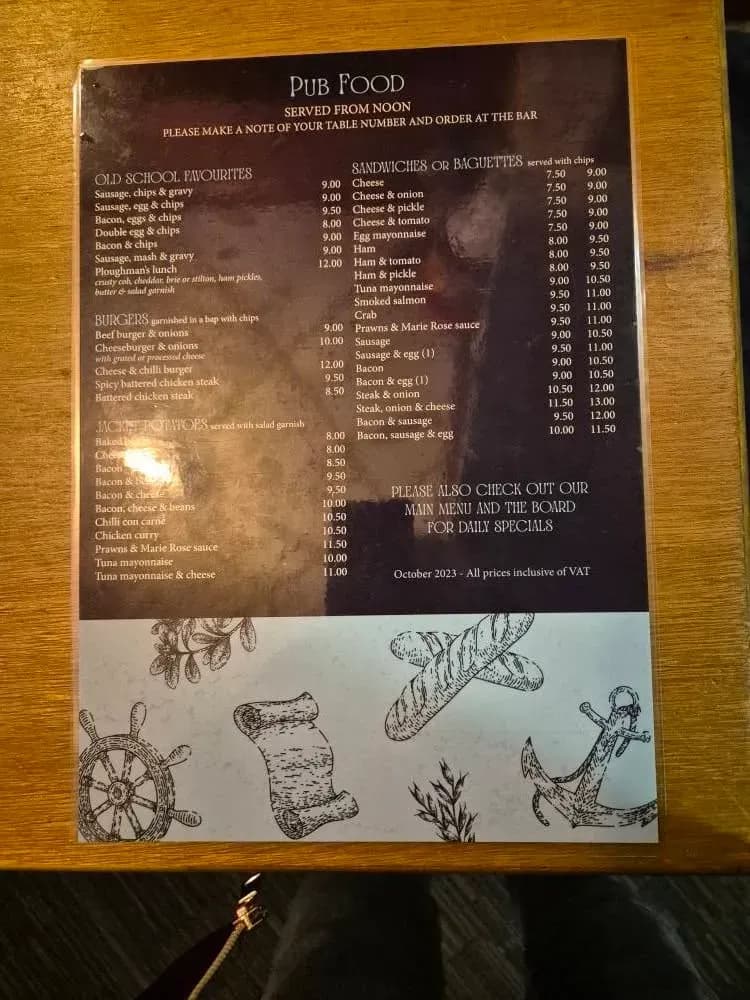 PUB FOOD
SERVED FROM NOON
PLEASE MAKE A NOTE OF YOUR TABLE NUMBER AND ORDER AT THE BAR
OLD SCHOOL FAVOURITES
Sausage, chips & gravy 9.00
Sausage, egg & chips 9.00
Bacon, eggs & chips 9.50
Double egg & chips 8.00
Bacon & chips 9.00
Sausage, mash & gravy 9.00
Ploughman's lunch 12.00
crusty cob, cheddar, brie or stilton, ham pickles,
butter & salad garnish
BURGERS garnished in a bap with chips
Beef burger & onions 9.00
Cheeseburger & onions 10.00
with grated or processed cheese
Cheese & chilli burger 12.00
Spicy battered chicken steak 9.50
Battered chicken steak 8.50
JACKET POTATOES served with salad garnish
Baked 8.00
8.00
Bacon 8.50
Bacon & 9.50
Bacon & cheese 9.50
Bacon, cheese & beans 10.00
Chilli con carne 10.50
Chicken curry 10.50
Prawns & Marie Rose sauce 11.50
Tuna mayonnaise 10.00
Tuna mayonnaise & cheese 11.00
SANDWICHES OR BAGUETTES served with chips
Cheese 7.50 9.00
Cheese & onion 7.50 9.00
Cheese & pickle 7.50 9.00
Cheese & tomato 7.50 9.00
Egg mayonnaise 7.50 9.00
Ham 8.00 9.50
Ham & tomato 8.00 9.50
Ham & pickle 8.00 9.50
Tuna mayonnaise 9.00 10.50
Smoked salmon 9.50 11.00
Crab 9.50 11.00
Prawns & Marie Rose sauce 9.50 11.00
Sausage 9.00 10.50
Sausage & egg (1) 9.50 11.00
Bacon 9.00 10.50
Bacon & egg (1) 9.00 10.50
Steak & onion 10.50 12.00
Steak, onion & cheese 11.50 13.00
Bacon & sausage 9.50 12.00
Bacon, sausage & egg 10.00 11.50
PLEASE ALSO CHECK OUT OUR
MAIN MENU AND THE BOARD
FOR DAILY SPECIALS
October 2023 - All prices inclusive of VAT